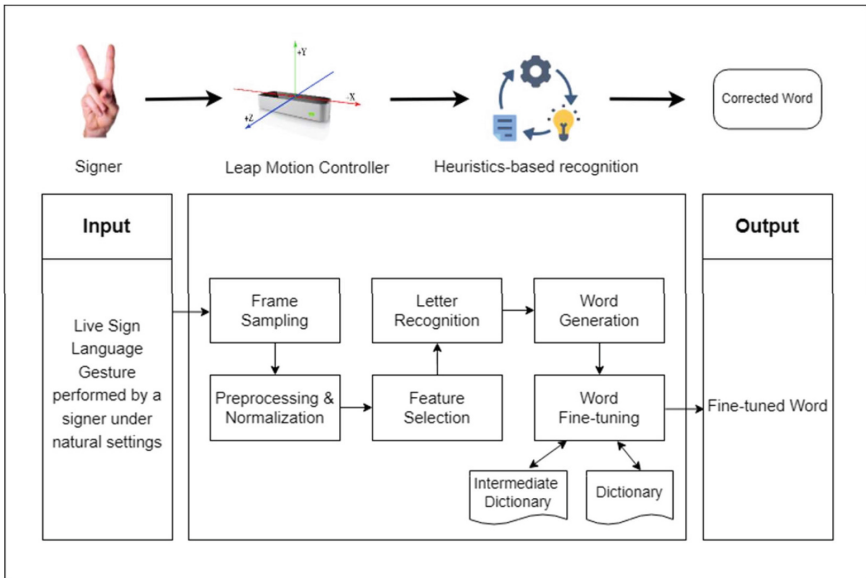 +Y
-X
+Z
Signer
Leap Motion Controller
Heuristics-based recognition
Corrected Word
Input
Live Sign
Language
Gesture
performed by a
signer under
natural settings
Frame
Sampling
Preprocessing &
Normalization
Letter
Recognition
Feature
Selection
Word
Generation
Word
Fine-tuning
Intermediate
Dictionary
Dictionary
Output
Fine-tuned Word